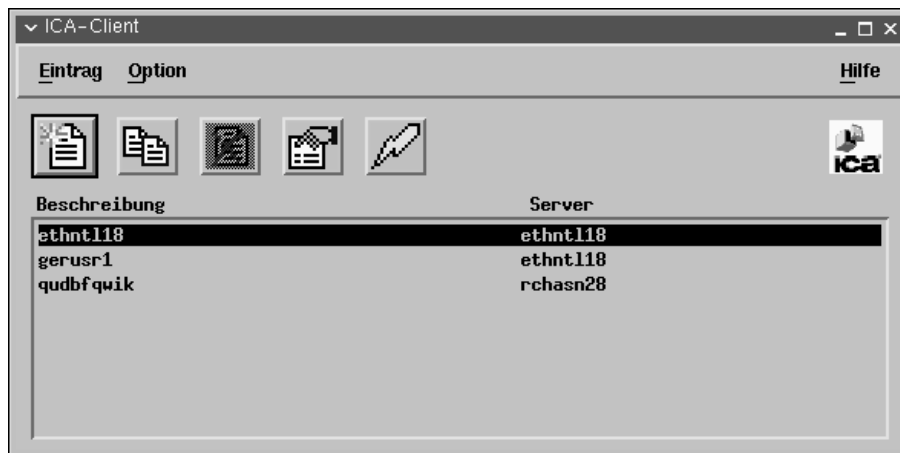 ICA-Client
Eintrag Option Hilfe
ica
Beschreibung Server
ethntl18 ethntl18
gerusr1 ethntl18
qudbfqwik rchasn28